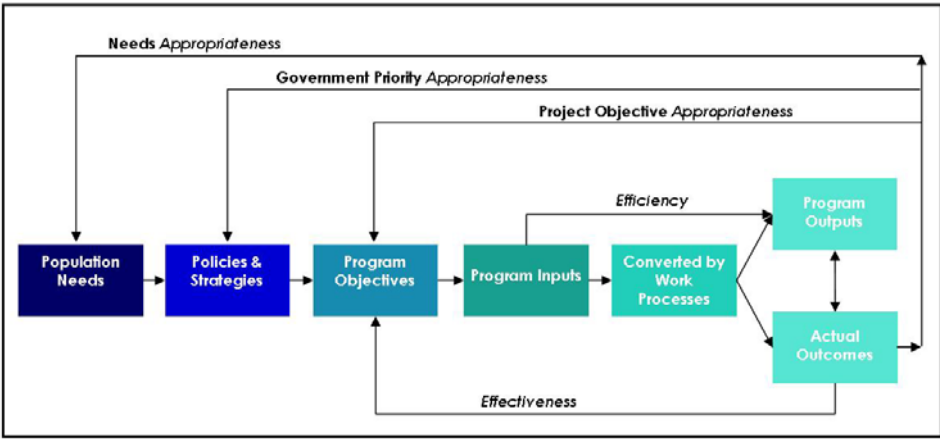 Needs Appropriateness
Government Priority Appropriateness
Project Objective Appropriateness
Efficiency
Population
Needs
Policies &
Strategies
Program
Objectives
Program Inputs
Converted by
Work
Processes
Program
Outputs
Actual
Outcomes
Effectiveness